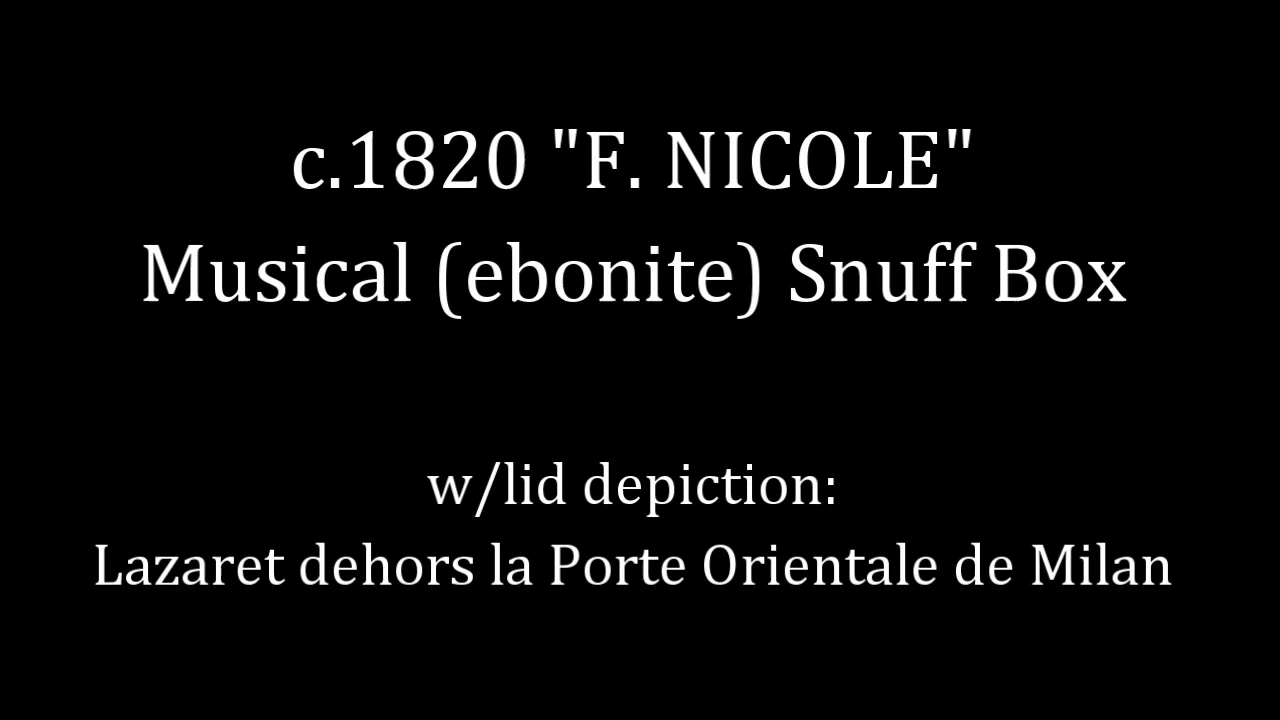 c.1820 "F. NICOLE"
Musical (ebonite) Snuff Box
w/lid depiction:
Lazaret dehors la Porte Orientale de Milan